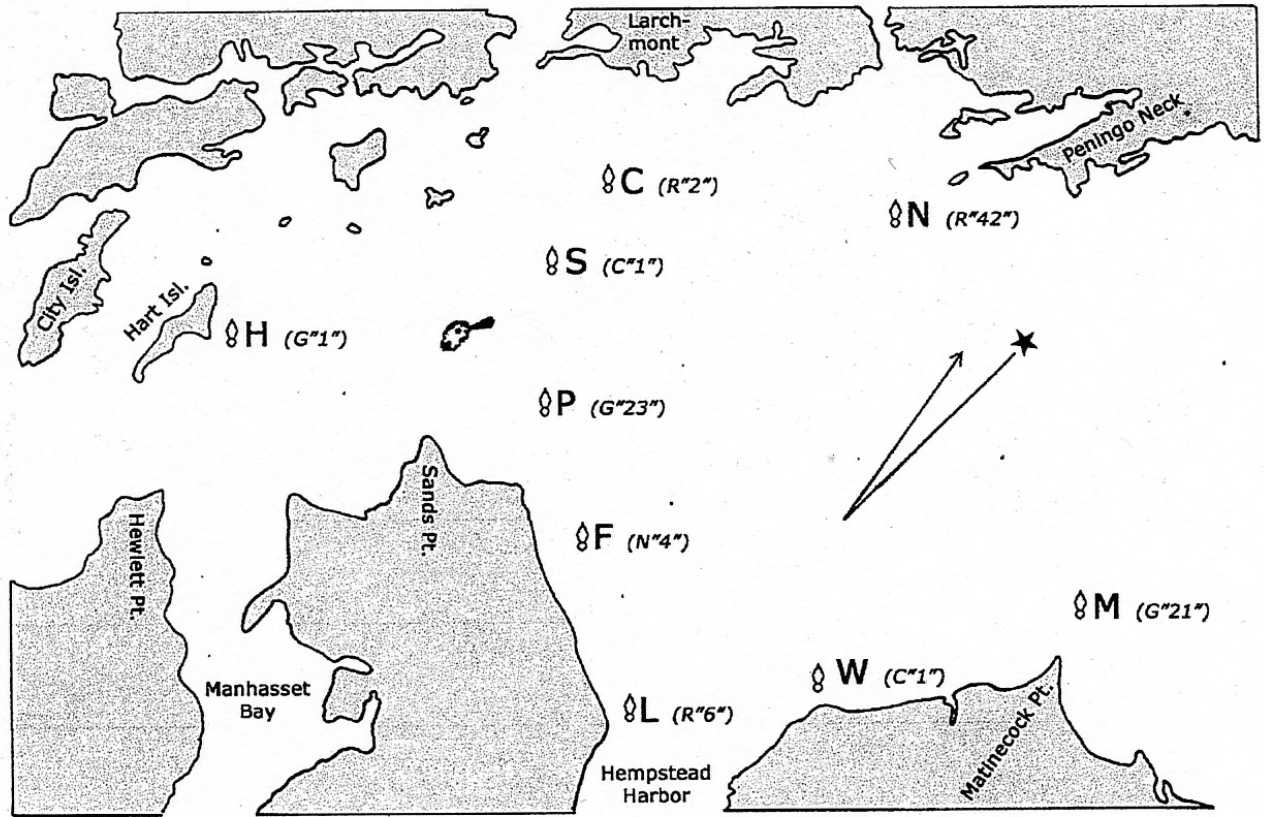 Larch-
mont
Peningo Neck
C (R"2")
N (R"42")
S (C"1")
City Isl.
Hart Isl.
H (G"1")
P (G"23")
Sands Pt.
Hewlett Pt.
F (N"4")
M (G"21")
W (C"1")
Manhasset
Bay
L (R"6")
Matinecock Pt.
Hempstead
Harbor